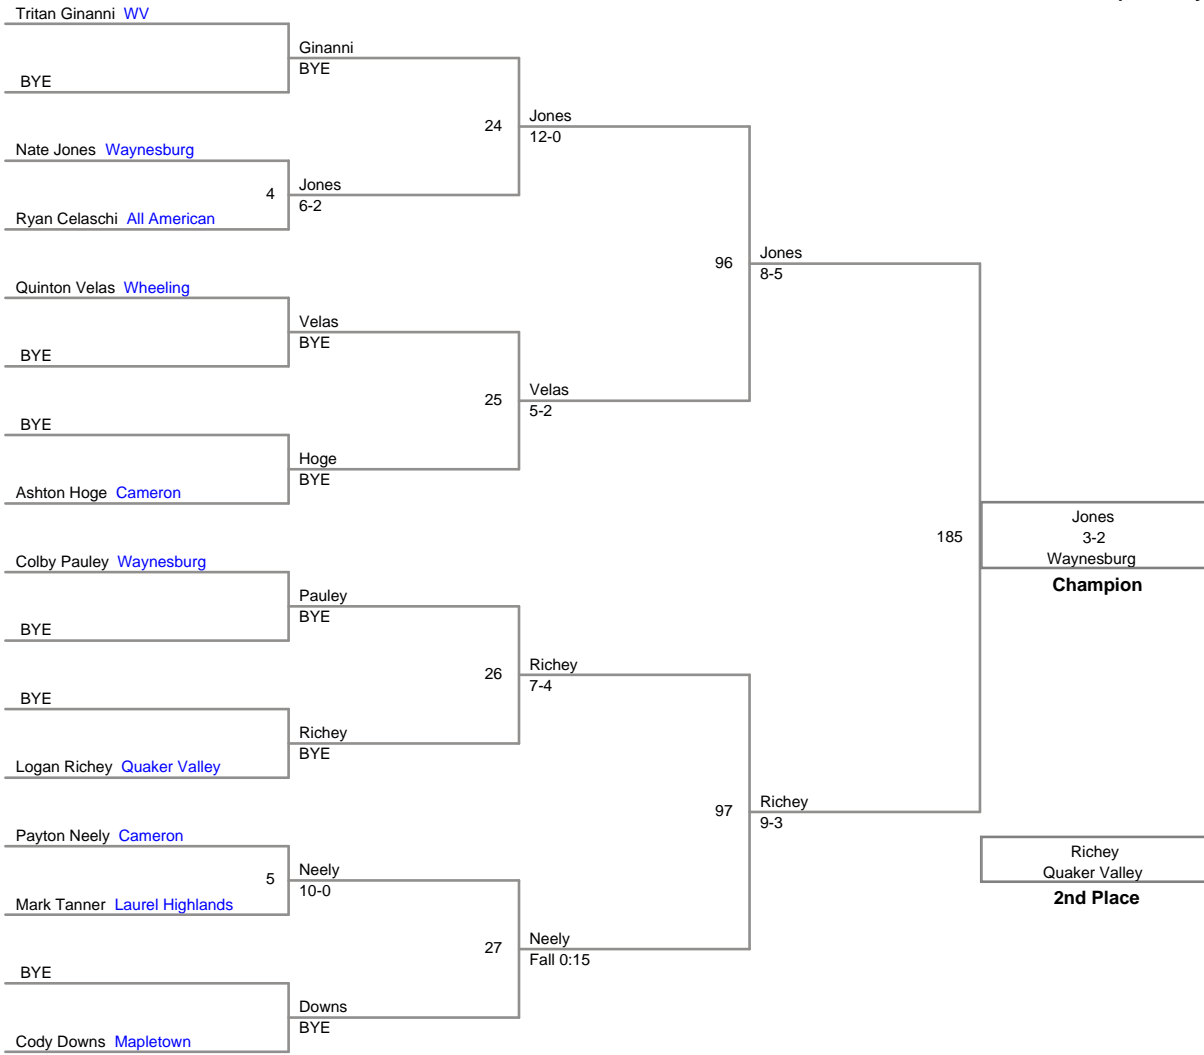 Tritan Ginanni WV
Ginanni
BYE
BYE
24
Jones
12-0
Nate Jones Waynesburg
4
Jones
6-2
Ryan Celaschi All American
96
Jones
8-5
Quinton Velas Wheeling
Velas
BYE
BYE
25
Velas
5-2
BYE
Hoge
BYE
Ashton Hoge Cameron
185
Jones
3-2
Waynesburg
Champion
Colby Pauley Waynesburg
Pauley
BYE
BYE
26
Richey
7-4
BYE
Richey
BYE
Logan Richey Quaker Valley
97
Richey
9-3
Payton Neely Cameron
5
Neely
10-0
Mark Tanner Laurel Highlands
Richey
Quaker Valley
2nd Place
27
Neely
Fall 0:15
BYE
Downs
BYE
Cody Downs Mapletown